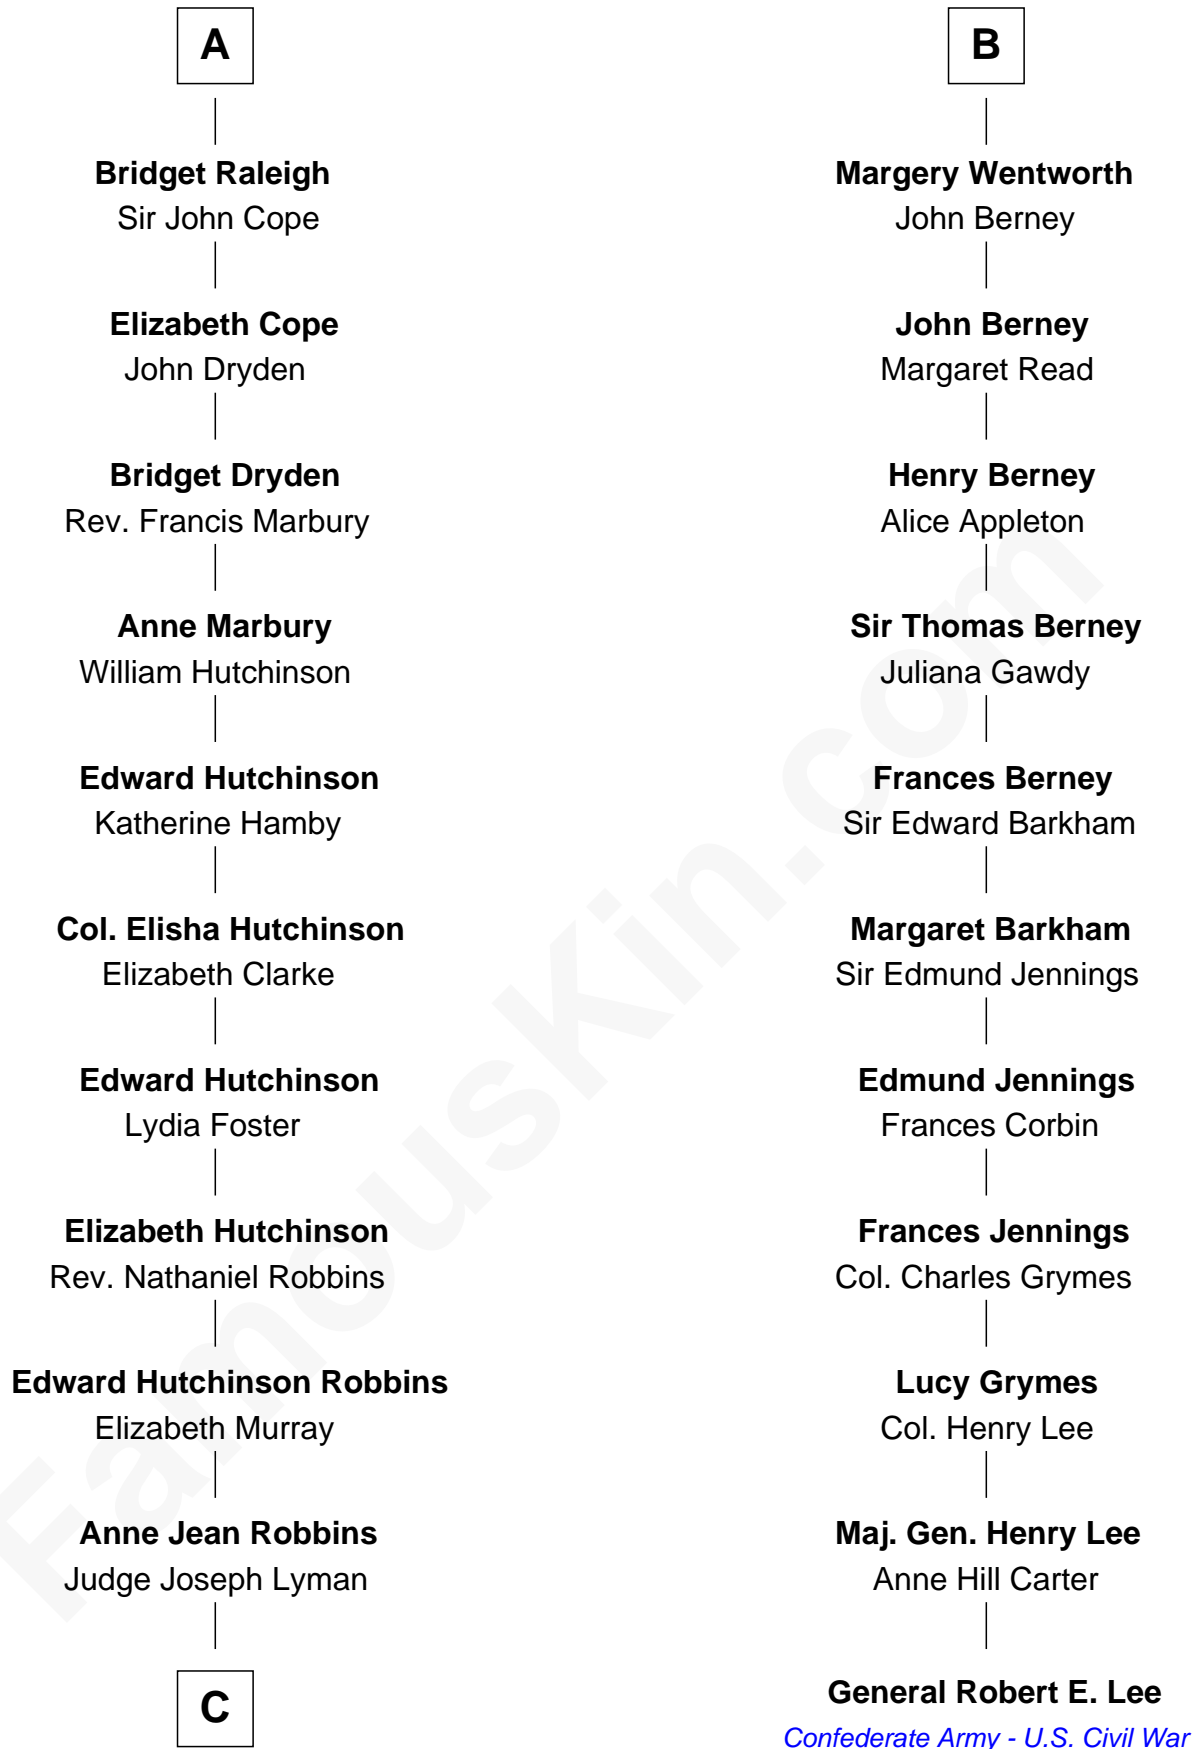 A
Bridget Raleigh
Sir John Cope
Elizabeth Cope
John Dryden
Bridget Dryden
Rev. Francis Marbury
Anne Marbury
William Hutchinson
Edward Hutchinson
Katherine Hamby
Col. Elisha Hutchinson
Elizabeth Clarke
Edward Hutchinson
Lydia Foster
Elizabeth Hutchinson
Rev. Nathaniel Robbins
Edward Hutchinson Robbins
Elizabeth Murray
Anne Jean Robbins
Judge Joseph Lyman
C
B
Margery Wentworth
John Berney
John Berney
Margaret Read
Henry Berney
Alice Appleton
Sir Thomas Berney
Juliana Gawdy
Frances Berney
Sir Edward Barkham
Margaret Barkham
Sir Edmund Jennings
Edmund Jennings
Frances Corbin
Frances Jennings
Col. Charles Grymes
Lucy Grymes
Col. Henry Lee
Maj. Gen. Henry Lee
Anne Hill Carter
General Robert E. Lee
Confederate Army - U.S. Civil War
FamousKin.com